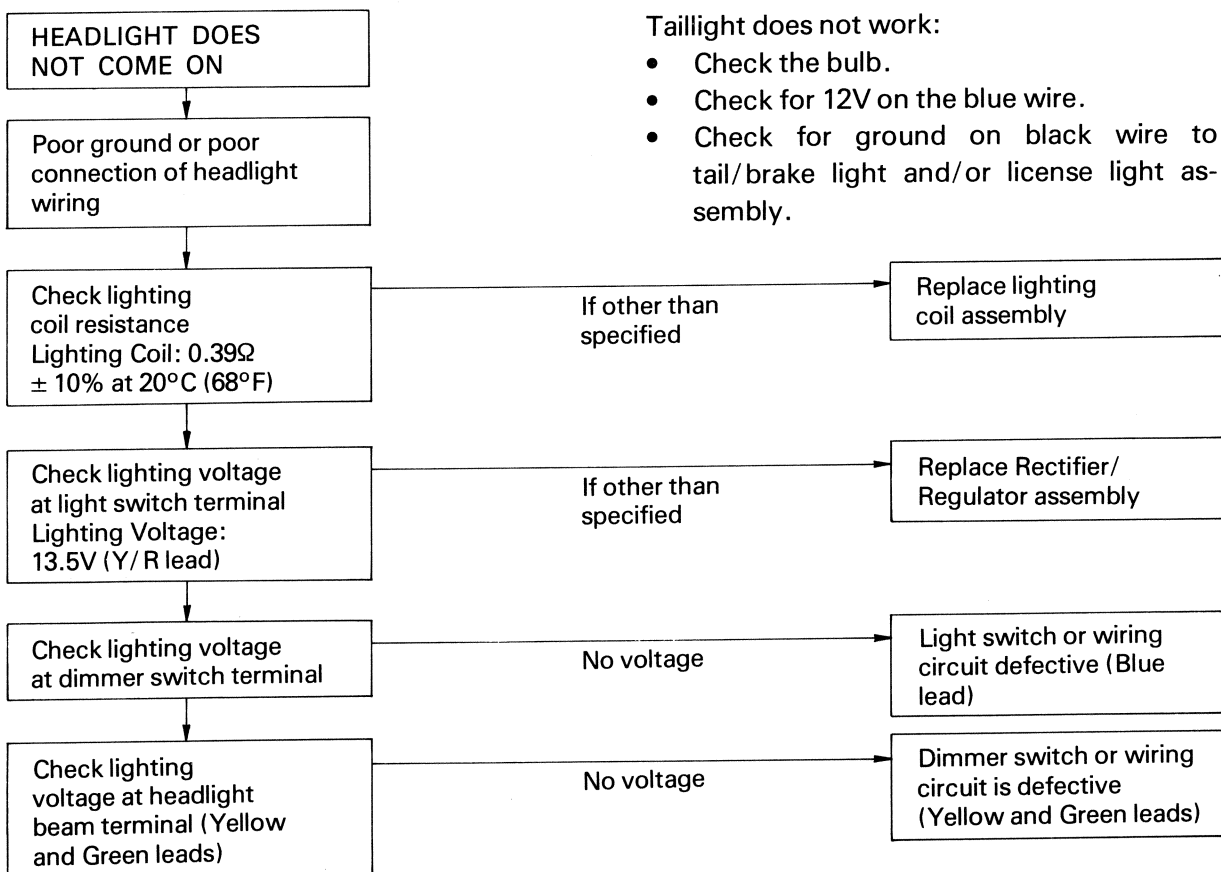 HEADLIGHT DOES
NOT COME ON
Poor ground or poor
connection of headlight
wiring
Check lighting
coil resistance
Lighting Coil: 0.39Ω
± 10% at 20°C (68°F)
If other than
specified
Replace lighting
coil assembly
Check lighting voltage
at light switch terminal
Lighting Voltage:
13.5V (Y/R lead)
If other than
specified
Replace Rectifier/
Regulator assembly
Check lighting voltage
at dimmer switch terminal
No voltage
Light switch or wiring
circuit defective (Blue
lead)
Check lighting
voltage at headlight
beam terminal (Yellow
and Green leads)
No voltage
Dimmer switch or wiring
circuit is defective
(Yellow and Green leads)
Taillight does not work:
• Check the bulb.
• Check for 12V on the blue wire.
• Check for ground on black wire to
tail/brake light and/or license light as-
sembly.